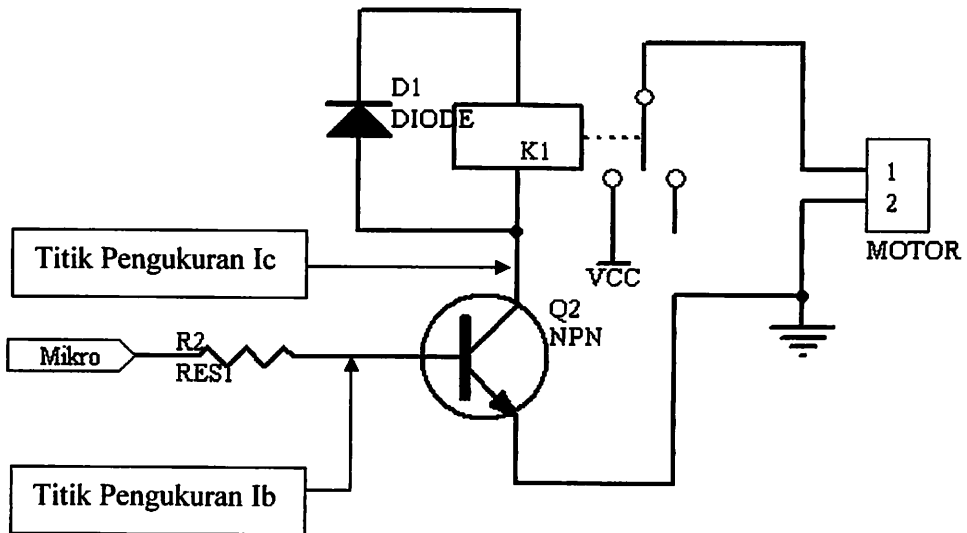 D1
DIODE
K1
1
2
MOTOR
Titik Pengukuran Ic
VCC
Q2
NPN
R2
Mikro
RES1
Titik Pengukuran Ib